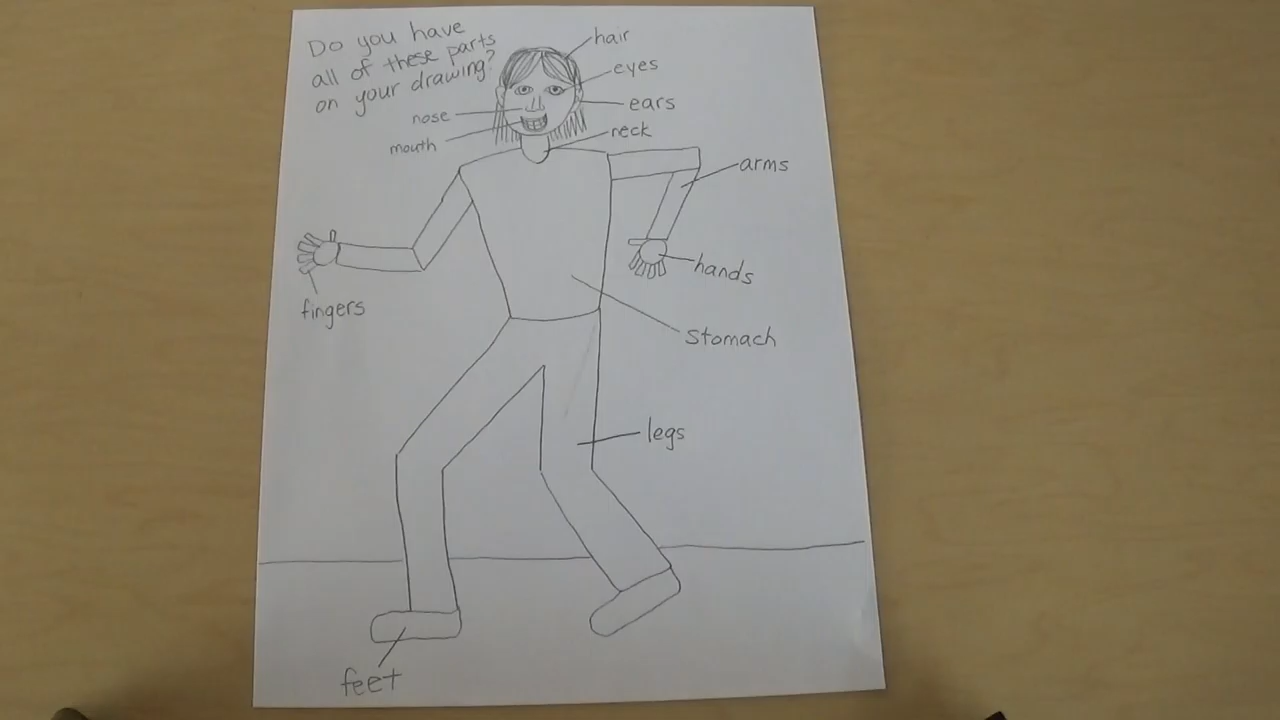 Do you have
all of these parts
on your drawing?
hair
eyes
ears
nose
neck
mouth
arms
hands
fingers
stomach
legs
feet